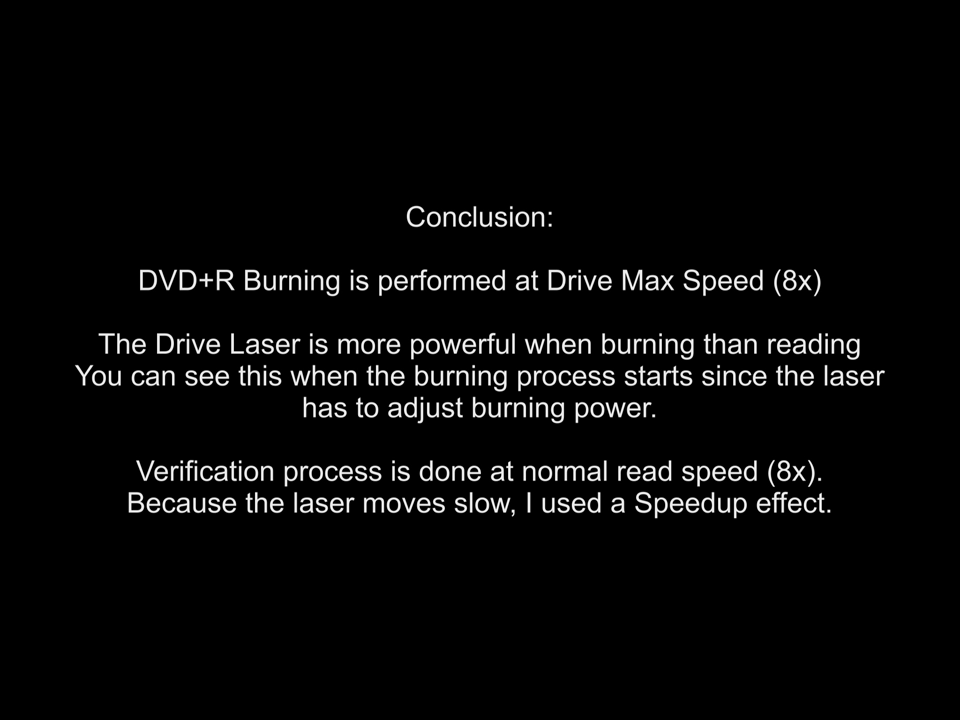 Conclusion:
DVD+R Burning is performed at Drive Max Speed (8x)
The Drive Laser is more powerful when burning than reading
You can see this when the burning process starts since the laser
has to adjust burning power.
Verification process is done at normal read speed (8x).
Because the laser moves slow, I used a Speedup effect.